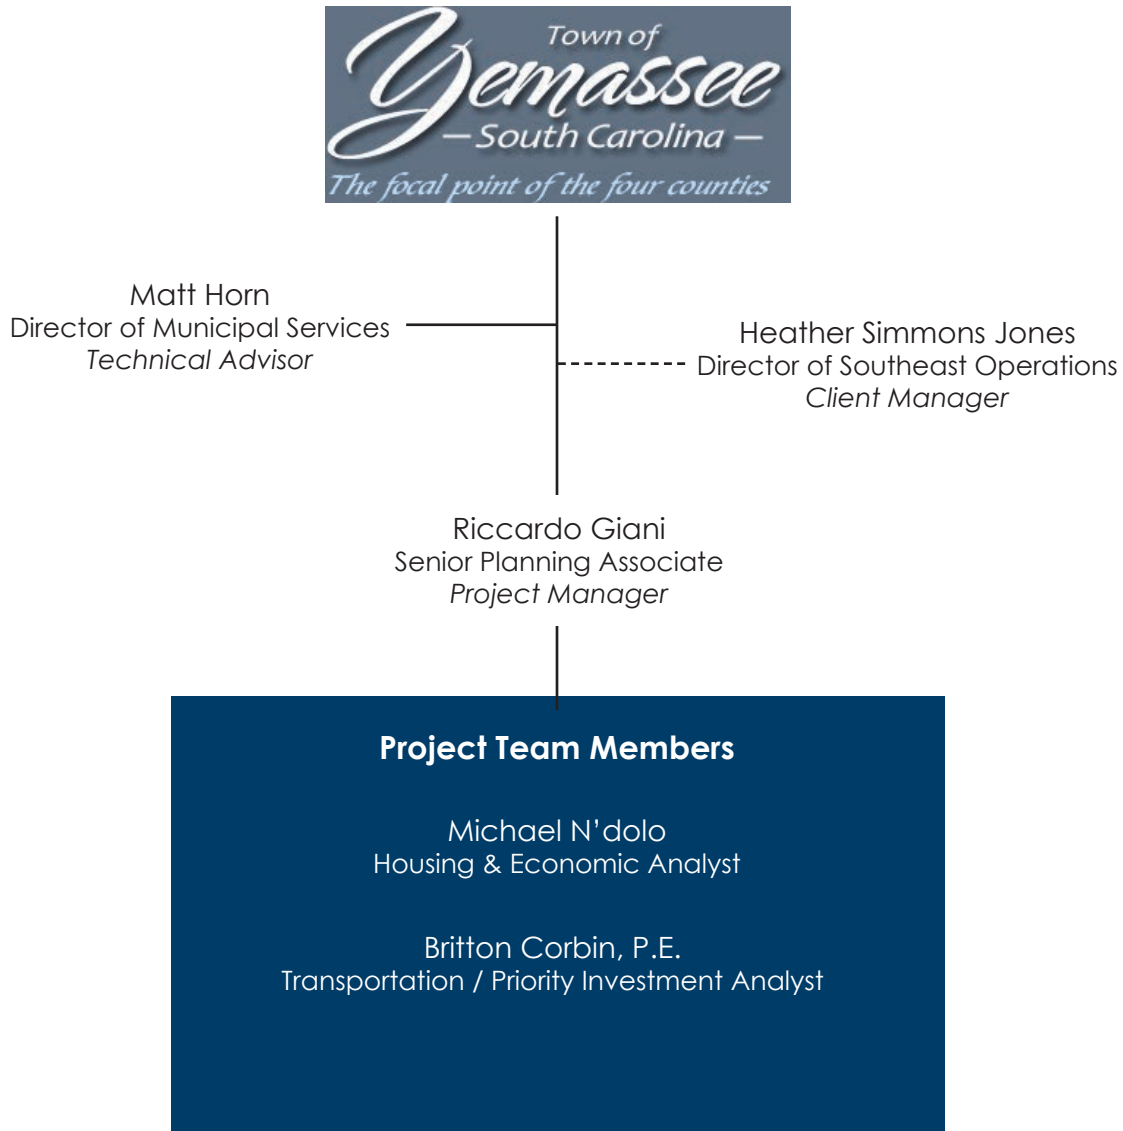 Town of
Yemassee
— South Carolina —
The focal point of the four counties
Matt Horn
Director of Municipal Services
Technical Advisor
Heather Simmons Jones
Director of Southeast Operations
Client Manager
Riccardo Giani
Senior Planning Associate
Project Manager
Project Team Members
Michael N’dolo
Housing & Economic Analyst
Britton Corbin, P.E.
Transportation / Priority Investment Analyst